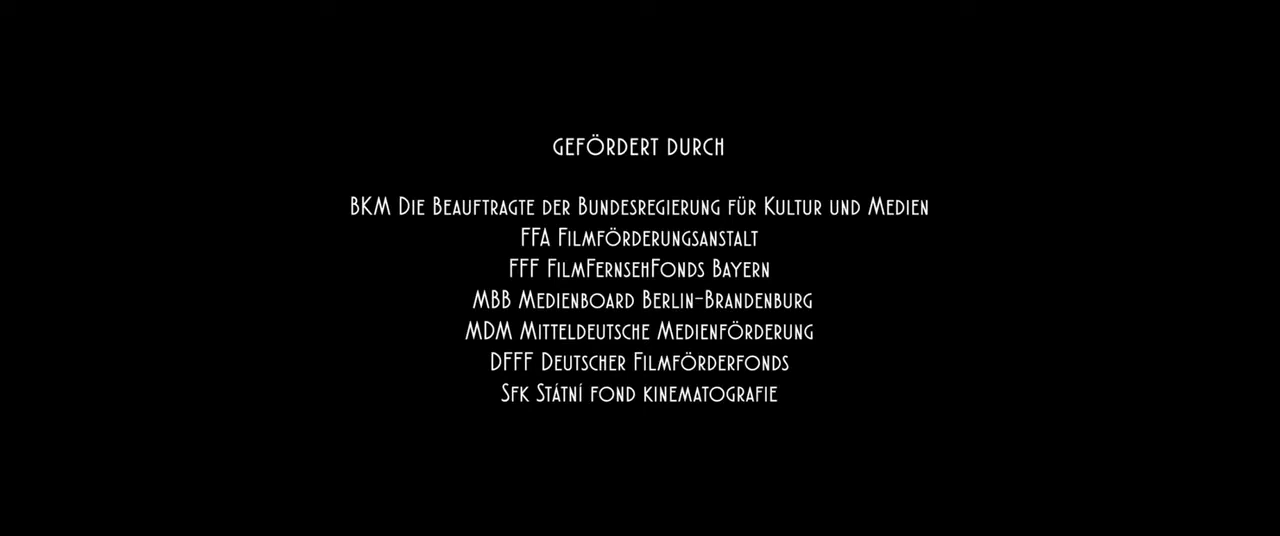 GEFÖRDERT DURCH
BKM DIE BEAUFTRAGTE DER BUNDESREGIERUNG FÜR KULTUR UND MEDIEN
FFA FILMFÖRDERUNGSANSTALT
FFF FILMFERNSEHFONDS BAYERN
MBB MEDIENBOARD BERLIN-BRANDENBURG
MDM MITTELDEUTSCHE MEDIENFÖRDERUNG
DFFF DEUTSCHER FILMFÖRDERFONDS
SFK STÁTNÍ FOND KINEMATOGRAFIE